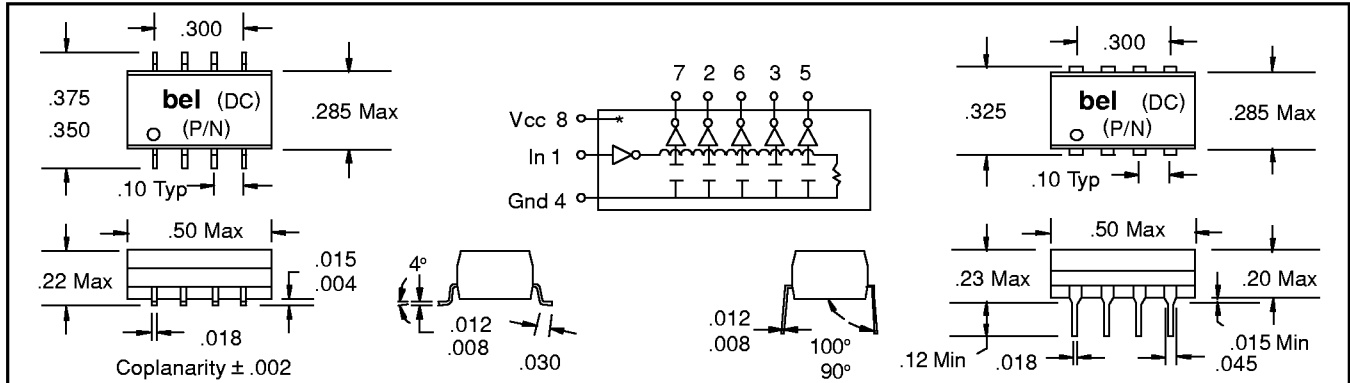 .300
bel (DC)
(P/N)
.375
.350
.285 Max
.10 Typ
.50 Max
.22 Max
.015
.004
.018
Coplanarity ± .002
7 2 6 3 5
Vcc 8
*
In 1
Gnd 4
4°
.012
.008
.030
.012
.008
100°
90°
.300
bel (DC)
(P/N)
.325
.285 Max
.10 Typ
.50 Max
.23 Max
.20 Max
.12 Min
.018
.015 Min
.045